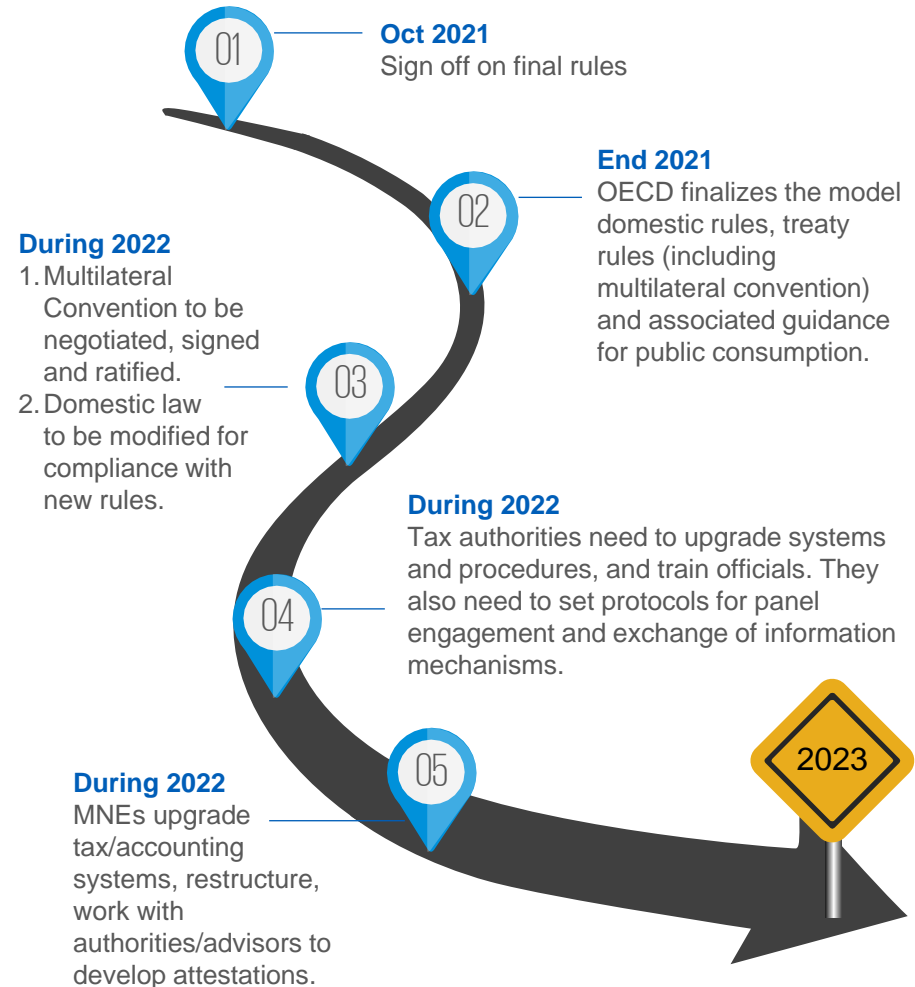 01
Oct 2021
Sign off on final rules
02
End 2021
OECD finalizes the model
domestic rules, treaty
rules (including
multilateral convention)
and associated guidance
for public consumption.
During 2022
1. Multilateral
Convention to be
negotiated, signed
and ratified.
2. Domestic law
to be modified for
compliance with
new rules.
03
During 2022
Tax authorities need to upgrade systems
and procedures, and train officials. They
also need to set protocols for panel
engagement and exchange of information
mechanisms.
04
During 2022
MNEs upgrade
tax/accounting
systems, restructure,
work with
authorities/advisors to
develop attestations.
05
2023